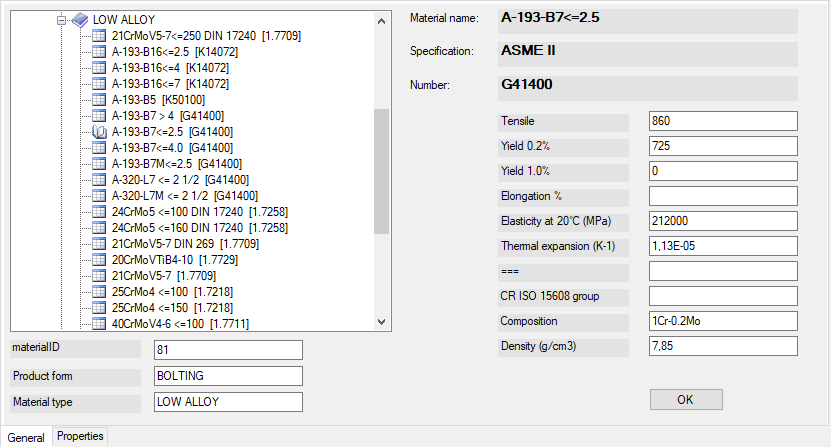 LOW ALLOY
21CrMoV5-7<=250 DIN 17240 [1.7709]
A-193-B16<=2.5 [K14072]
A-193-B16<=4 [K14072]
A-193-B16<=7 [K14072]
A-193-B5 [K50100]
A-193-B7 > 4 [G41400]
A-193-B7<=2.5 [G41400]
A-193-B7<=4.0 [G41400]
A-193-B7M<=2.5 [G41400]
A-320-L7 <= 2 1/2 [G41400]
A-320-L7M <= 2 1/2 [G41400]
24CrMo5 <=100 DIN 17240 [1.7258]
24CrMo5 <=160 DIN 17240 [1.7258]
21CrMoV5-7 DIN 269 [1.7709]
20CrMoVTiB4-10 [1.7729]
21CrMoV5-7 [1.7709]
25CrMo4 <=100 [1.7218]
25CrMo4 <=150 [1.7218]
40CrMoV4-6 <=100 [1.7711]
materialID 81
Product form BOLTING
Material type LOW ALLOY
Material name: A-193-B7<=2.5
Specification: ASME II
Number: G41400
Tensile 860
Yield 0.2% 725
Yield 1.0% 0
Elongation %
Elasticity at 20°C (MPa) 212000
Thermal expansion (K-1) 1,13E-05
===
CR ISO 15608 group
Composition 1Cr-0.2Mo
Density (g/cm3) 7,85
OK
General Properties